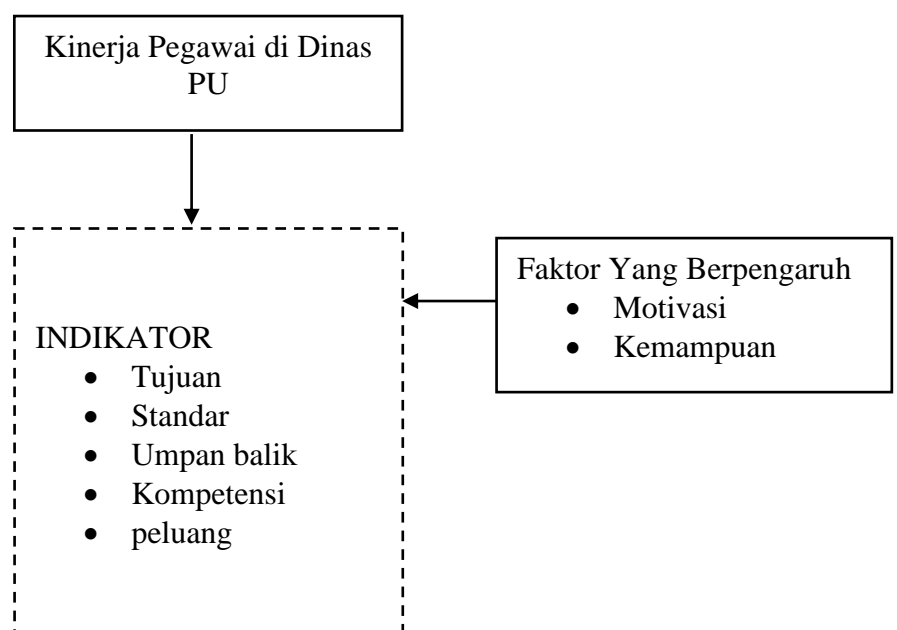 Kinerja Pegawai di Dinas
PU
INDIKATOR
• Tujuan
• Standar
• Umpan balik
• Kompetensi
• peluang
Faktor Yang Berpengaruh
• Motivasi
• Kemampuan